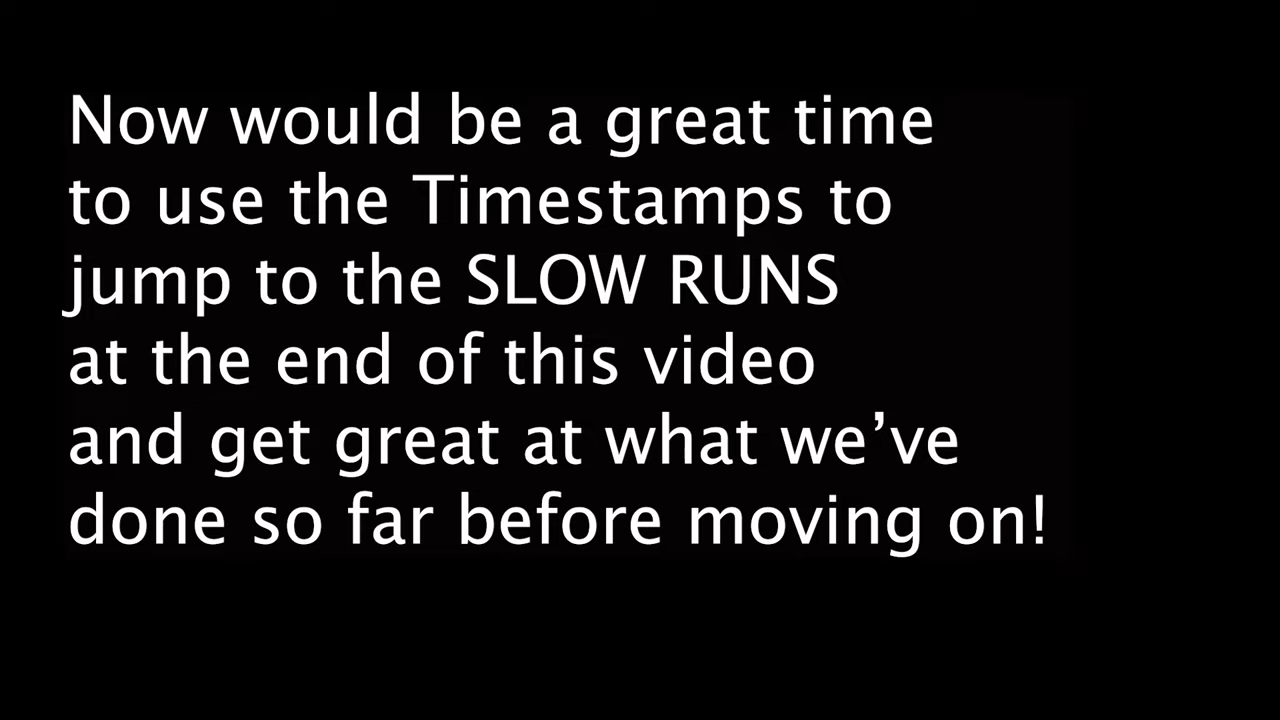 Now would be a great time
to use the Timestamps to
jump to the SLOW RUNS
at the end of this video
and get great at what we’ve
done so far before moving on!